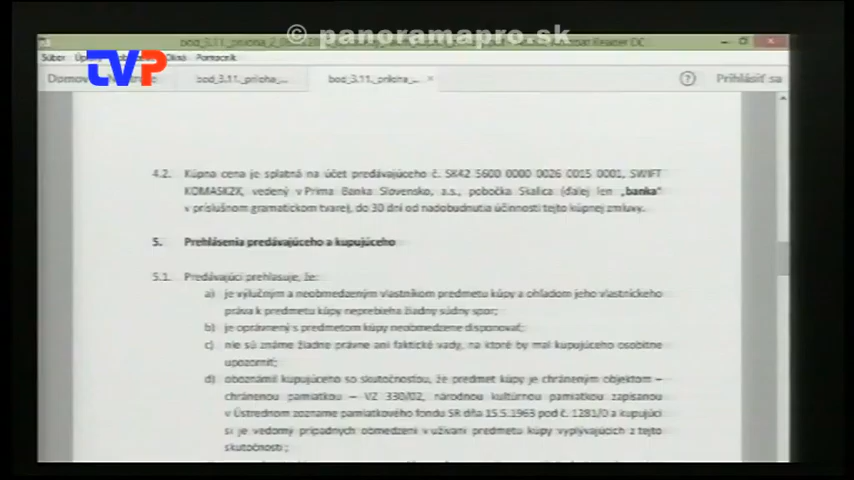 © panoramapro.sk
bod_3.11._priloha_2_
bat Reader DC
Súbor
Okná Pomocník
TVP
Domov
bod_3.11._priloha_...
bod_3.11._priloha_... ×
Prihlásiť sa
4.2. Kúpna cena je splatná na účet predávajúceho č. SK42 5600 0000 0026 0015 0001, SWIFT
KOMASK2X, vedený v Prima Banka Slovensko, a.s., pobočka Skalica (ďalej len „banka"
v príslušnom gramatickom tvare), do 30 dní od nadobudnutia účinnosti tejto kúpnej zmluvy.
5. Prehlásenia predávajúceho a kupujúceho
5.1. Predávajúci prehlasuje, že:
a) je výlučným a neobmedzeným vlastníkom predmetu kúpy a ohľadom jeho vlastníckeho
práva k predmetu kúpy neprebieha žiadny súdny spor;
b) je oprávnený s predmetom kúpy neobmedzene disponovať;
c) nie sú známe žiadne právne ani faktické vady, na ktoré by mal kupujúceho osobitne
upozorniť;
d) oboznámil kupujúceho so skutočnosťou, že predmet kúpy je chráneným objektom –
chránenou pamiatkou – VZ 330/02, národnou kultúrnou pamiatkou zapísanou
v Ústrednom zozname pamiatkového fondu SR dňa 15.5.1963 pod č. 1281/0 a kupujúci
si je vedomý prípadných obmedzení v užívaní predmetu kúpy vyplývajúcich z tejto
skutočnosti;